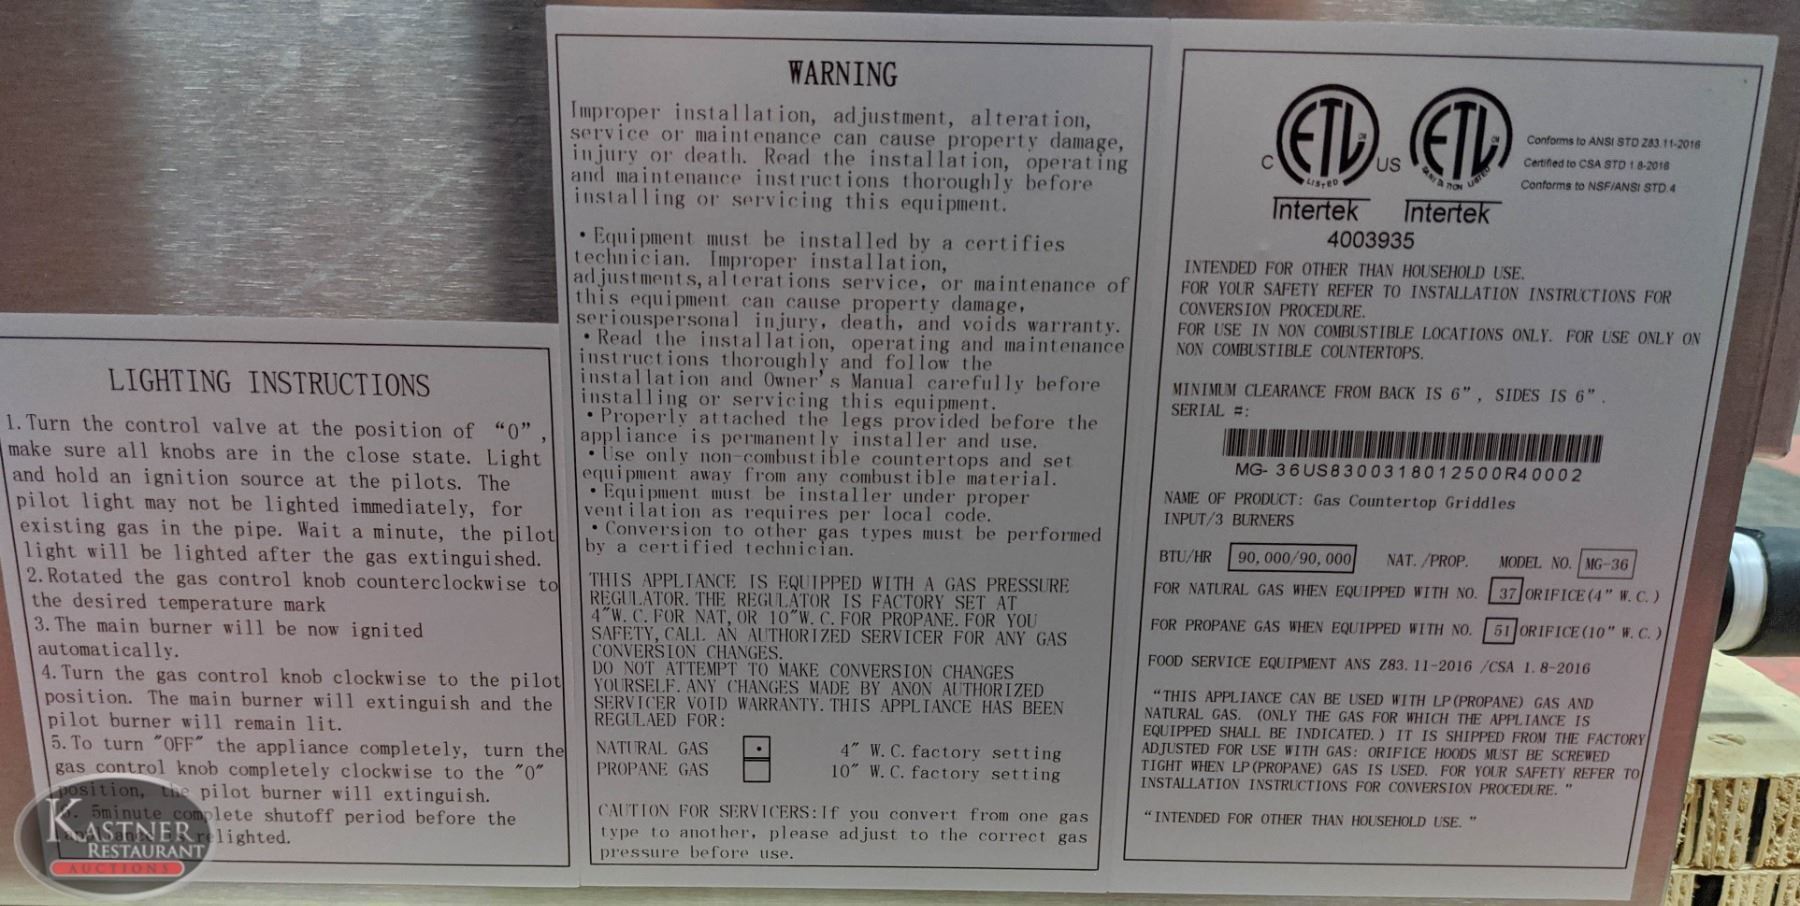 LIGHTING INSTRUCTIONS
1. Turn the control valve at the position of “0”,
make sure all knobs are in the close state. Light
and hold an ignition source at the pilots. The
pilot light may not be lighted immediately, for
existing gas in the pipe. Wait a minute, the pilot
light will be lighted after the gas extinguished.
2. Rotated the gas control knob counterclockwise to
the desired temperature mark
3. The main burner will be now ignited
automatically.
4. Turn the gas control knob clockwise to the pilot
position. The main burner will extinguish and the
pilot burner will remain lit.
5. To turn "OFF" the appliance completely, turn the
gas control knob completely clockwise to the "0"
position, the pilot burner will extinguish.
6. 5minute complete shutoff period before the
relighted.
KASTNER
RESTAURANT
AUCTIONS
WARNING
Improper installation, adjustment, alteration,
service or maintenance can cause property damage,
injury or death. Read the installation, operating
and maintenance instructions thoroughly before
installing or servicing this equipment.
• Equipment must be installed by a certifies
technician. Improper installation,
adjustments, alterations service, or maintenance of
this equipment can cause property damage,
seriouspersonal injury, death, and voids warranty.
• Read the installation, operating and maintenance
instructions thoroughly and follow the
installation and Owner's Manual carefully before
installing or servicing this equipment.
• Properly attached the legs provided before the
appliance is permanently installer and use.
• Use only non-combustible countertops and set
equipment away from any combustible material.
• Equipment must be installer under proper
ventilation as requires per local code.
• Conversion to other gas types must be performed
by a certified technician.
THIS APPLIANCE IS EQUIPPED WITH A GAS PRESSURE
REGULATOR. THE REGULATOR IS FACTORY SET AT
4"W. C. FOR NAT, OR 10"W. C. FOR PROPANE. FOR YOU
SAFETY, CALL AN AUTHORIZED SERVICER FOR ANY GAS
CONVERSION CHANGES.
DO NOT ATTEMPT TO MAKE CONVERSION CHANGES
YOURSELF. ANY CHANGES MADE BY ANON AUTHORIZED
SERVICER VOID WARRANTY. THIS APPLIANCE HAS BEEN
REGULAED FOR:
NATURAL GAS 4" W. C. factory setting
PROPANE GAS 10" W. C. factory setting
CAUTION FOR SERVICERS: If you convert from one gas
type to another, please adjust to the correct gas
pressure before use.
ETL ETL
C US
LISTED SANITATION LISTED
Intertek Intertek
4003935
Conforms to ANSI STD Z83.11-2016
Certified to CSA STD 1.8-2016
Conforms to NSF/ANSI STD.4
INTENDED FOR OTHER THAN HOUSEHOLD USE.
FOR YOUR SAFETY REFER TO INSTALLATION INSTRUCTIONS FOR
CONVERSION PROCEDURE.
FOR USE IN NON COMBUSTIBLE LOCATIONS ONLY. FOR USE ONLY ON
NON COMBUSTIBLE COUNTERTOPS.
MINIMUM CLEARANCE FROM BACK IS 6”, SIDES IS 6”.
SERIAL #:
MG- 36US8300318012500R40002
NAME OF PRODUCT: Gas Countertop Griddles
INPUT/3 BURNERS
BTU/HR 90,000/90,000 NAT. /PROP. MODEL NO. MG-36
FOR NATURAL GAS WHEN EQUIPPED WITH NO. 37 ORIFICE(4” W. C. )
FOR PROPANE GAS WHEN EQUIPPED WITH NO. 51 ORIFICE(10” W. C. )
FOOD SERVICE EQUIPMENT ANS Z83. 11-2016 /CSA 1. 8-2016
“THIS APPLIANCE CAN BE USED WITH LP(PROPANE) GAS AND
NATURAL GAS. (ONLY THE GAS FOR WHICH THE APPLIANCE IS
EQUIPPED SHALL BE INDICATED. ) IT IS SHIPPED FROM THE FACTORY
ADJUSTED FOR USE WITH GAS: ORIFICE HOODS MUST BE SCREWED
TIGHT WHEN LP(PROPANE) GAS IS USED. FOR YOUR SAFETY REFER TO
INSTALLATION INSTRUCTIONS FOR CONVERSION PROCEDURE. ”
“INTENDED FOR OTHER THAN HOUSEHOLD USE. ”